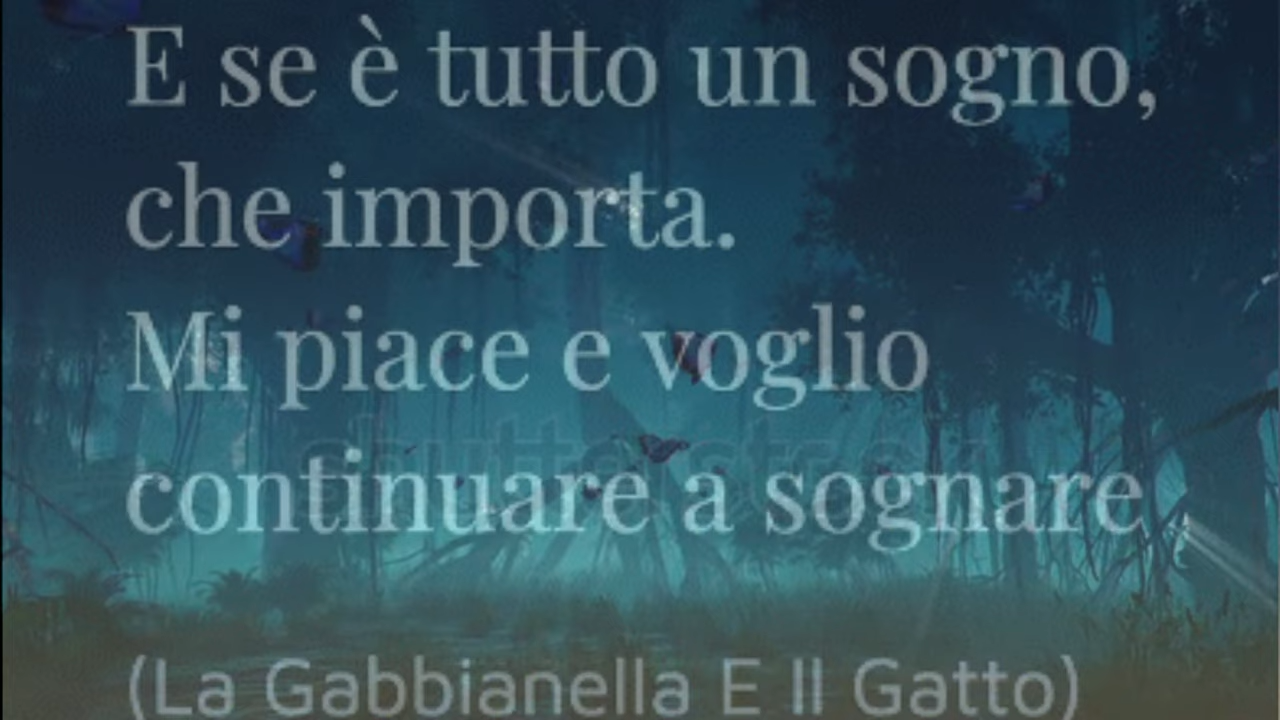 E se è tutto un sogno,
che importa.
Mi piace e voglio
continuare a sognare
(La Gabbianella E Il Gatto)